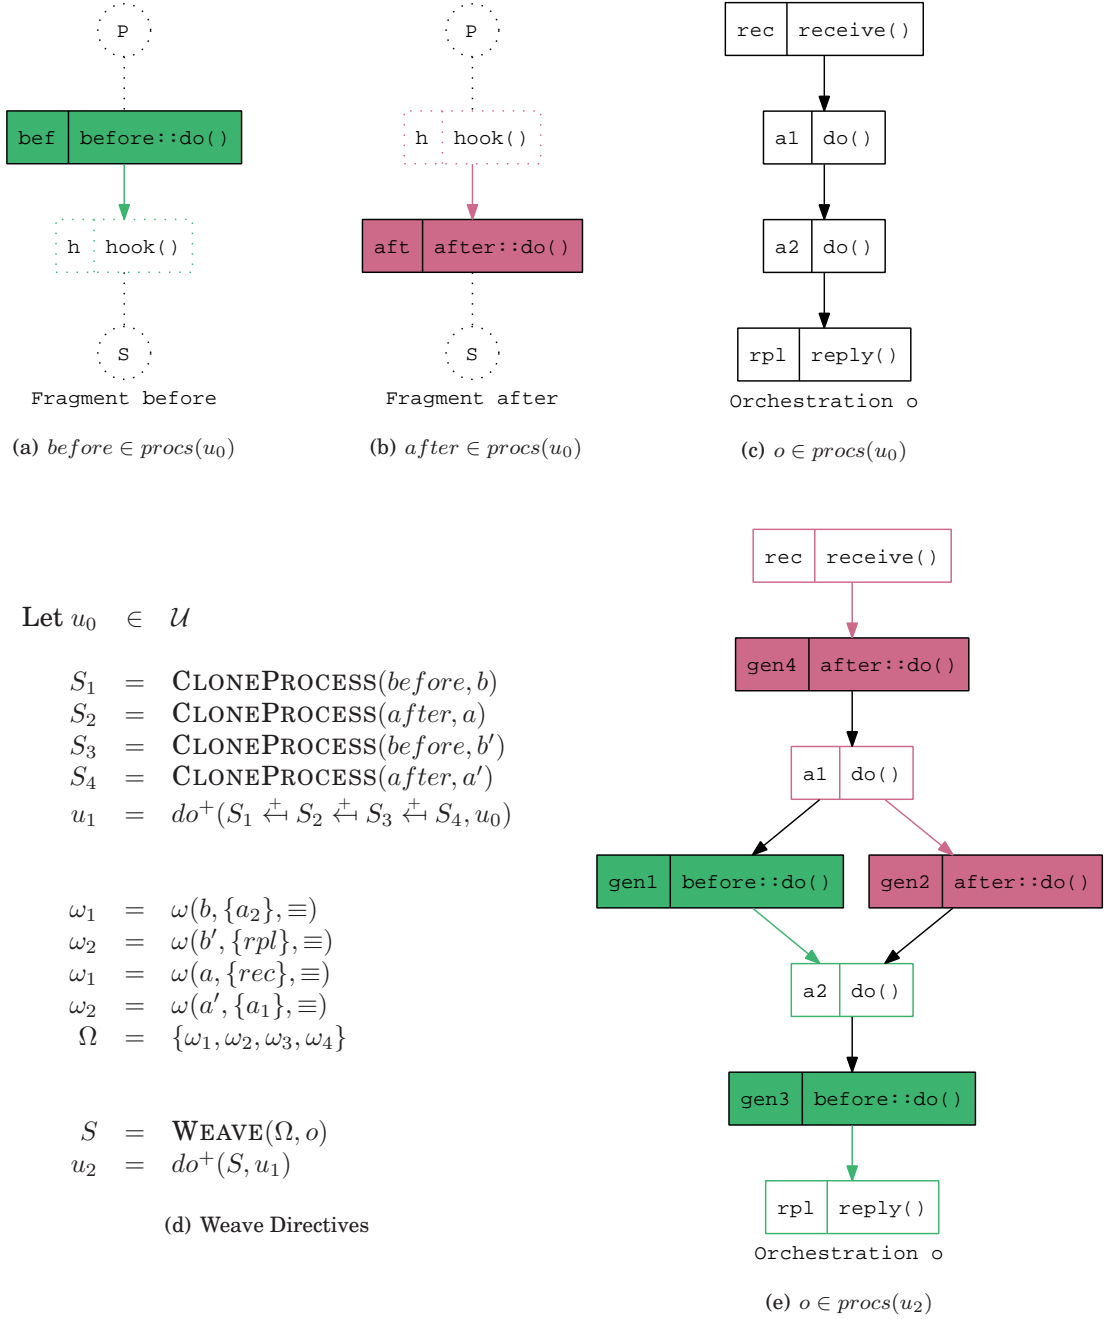 P
bef before::do()
h hook()
S
Fragment before
(a) before ∈ procs(u₀)
P
h hook()
aft after::do()
S
Fragment after
(b) after ∈ procs(u₀)
rec receive()
a1 do()
a2 do()
rpl reply()
Orchestration o
(c) o ∈ procs(u₀)
Let u₀ ∈ 𝒰
S₁ = CLONEPROCESS(before, b)
S₂ = CLONEPROCESS(after, a)
S₃ = CLONEPROCESS(before, b′)
S₄ = CLONEPROCESS(after, a′)
u₁ = do⁺(S₁ +↤ S₂ +↤ S₃ +↤ S₄, u₀)
ω₁ = ω(b, {a₂}, ≡)
ω₂ = ω(b′, {rpl}, ≡)
ω₁ = ω(a, {rec}, ≡)
ω₂ = ω(a′, {a₁}, ≡)
Ω = {ω₁, ω₂, ω₃, ω₄}
S = WEAVE(Ω, o)
u₂ = do⁺(S, u₁)
(d) Weave Directives
rec receive()
gen4 after::do()
a1 do()
gen1 before::do()
gen2 after::do()
a2 do()
gen3 before::do()
rpl reply()
Orchestration o
(e) o ∈ procs(u₂)